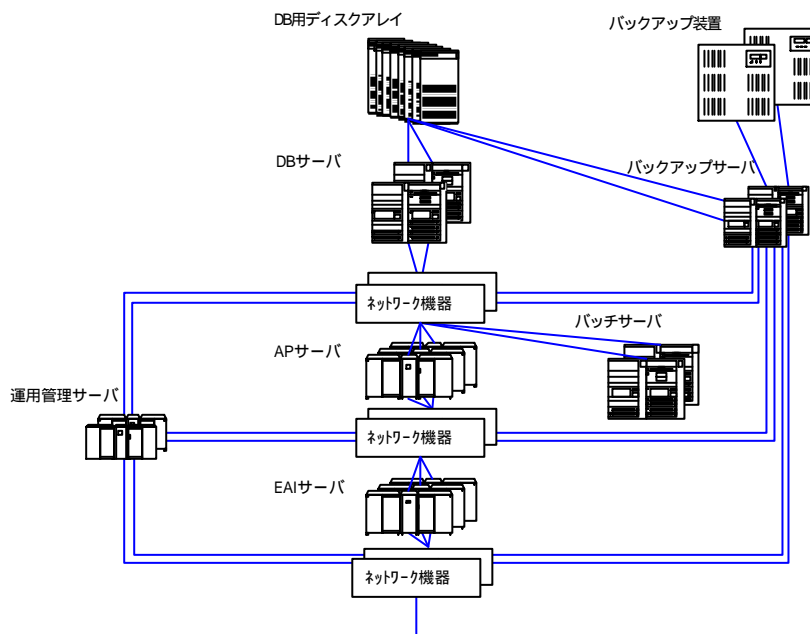 DB用ディスクアレイ
バックアップ装置
DBサーバ
バックアップサーバ
ネットワーク機器
バッチサーバ
APサーバ
運用管理サーバ
ネットワーク機器
EAIサーバ
ネットワーク機器